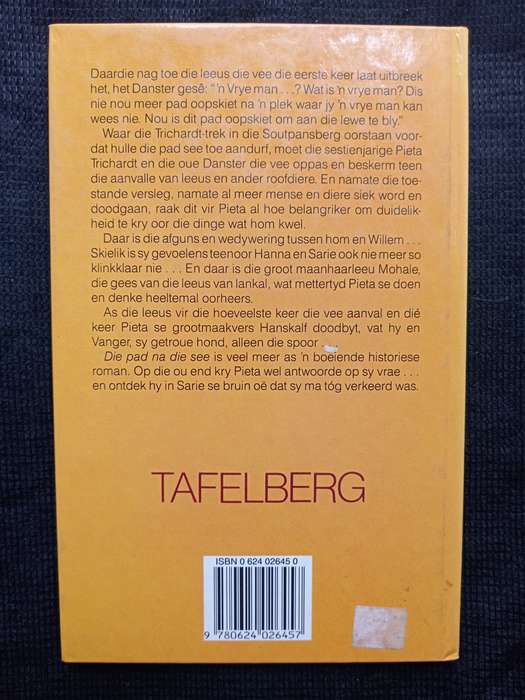 Daardie nag toe die leeus die vee die eerste keer laat uitbreek
het, het Danster gesê: “ 'n Vrye man . . .? Wat is 'n vrye man? Dis
nie nou meer pad oopskiet na 'n plek waar jy 'n vrye man kan
wees nie. Nou is dit pad oopskiet om aan die lewe te bly.”
Waar die Trichardt-trek in die Soutpansberg oorstaan voor-
dat hulle die pad see toe aandurf, moet die sestienjarige Pieta
Trichardt en die oue Danster die vee oppas en beskerm teen
die aanvalle van leeus en ander roofdiere. En namate die toe-
stande versleg, namate al meer mense en diere siek word en
doodgaan, raak dit vir Pieta al hoe belangriker om duidelik-
heid te kry oor die dinge wat hom kwel.
Daar is die afguns en wedywering tussen hom en Willem . . .
Skielik is sy gevoelens teenoor Hanna en Sarie ook nie meer so
klinkklaar nie . . . En daar is die groot maanhaarleeu Mohale,
die gees van die leeus van lankal, wat mettertyd Pieta se doen
en denke heeltemal oorheers.
As die leeus vir die hoeveelste keer die vee aanval en dié
keer Pieta se grootmaakvers Hanskalf doodbyt, vat hy en
Vanger, sy getroue hond, alleen die spoor
Die pad na die see is veel meer as 'n boeiende historiese
roman. Op die ou end kry Pieta wel antwoorde op sy vrae . . .
en ontdek hy in Sarie se bruin oë dat sy ma tóg verkeerd was.
TAFELBERG
ISBN 0 624 02645 0
9 780624 026457